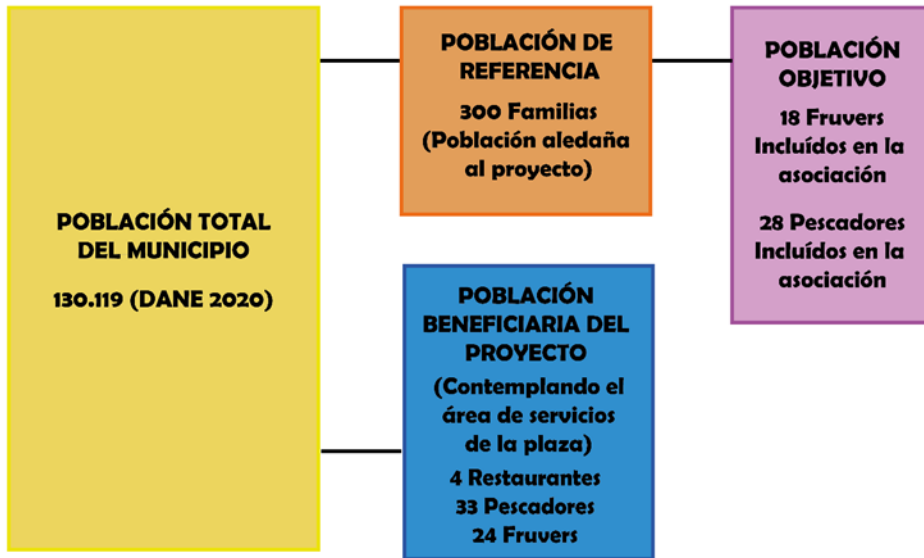 POBLACIÓN TOTAL
DEL MUNICIPIO
130.119 (DANE 2020)
POBLACIÓN DE
REFERENCIA
300 Familias
(Población aledaña
al proyecto)
POBLACIÓN
OBJETIVO
18 Fruvers
Incluídos en la
asociación
28 Pescadores
Incluídos en la
asociación
POBLACIÓN
BENEFICIARIA DEL
PROYECTO
(Contemplando el
área de servicios
de la plaza)
4 Restaurantes
33 Pescadores
24 Fruvers